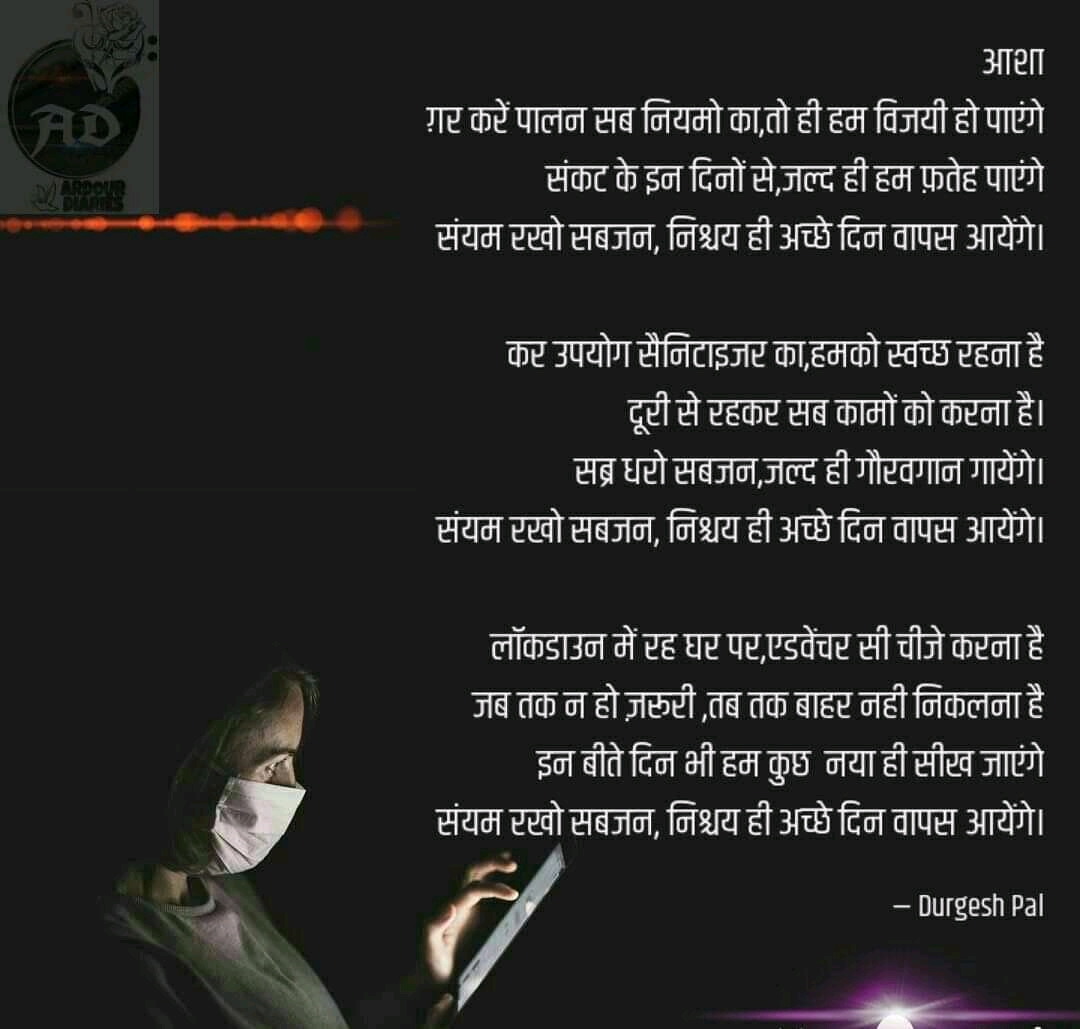 AD
ARDOUR
DIARIES
आशा
ग़र करें पालन सब नियमो का,तो ही हम विजयी हो पाएंगे
संकट के इन दिनों से,जल्द ही हम फ़तेह पाएंगे
संयम रखो सबजन, निश्चय ही अच्छे दिन वापस आयेंगे।
कर उपयोग सैनिटाइजर का,हमको स्वच्छ रहना है
दूरी से रहकर सब कामों को करना है।
सब्र धरो सबजन,जल्द ही गौरवगान गायेंगे।
संयम रखो सबजन, निश्चय ही अच्छे दिन वापस आयेंगे।
लॉकडाउन में रह घर पर,एडवेंचर सी चीजे करना है
जब तक न हो ज़रूरी ,तब तक बाहर नही निकलना है
इन बीते दिन भी हम कुछ नया ही सीख जाएंगे
संयम रखो सबजन, निश्चय ही अच्छे दिन वापस आयेंगे।
– Durgesh Pal